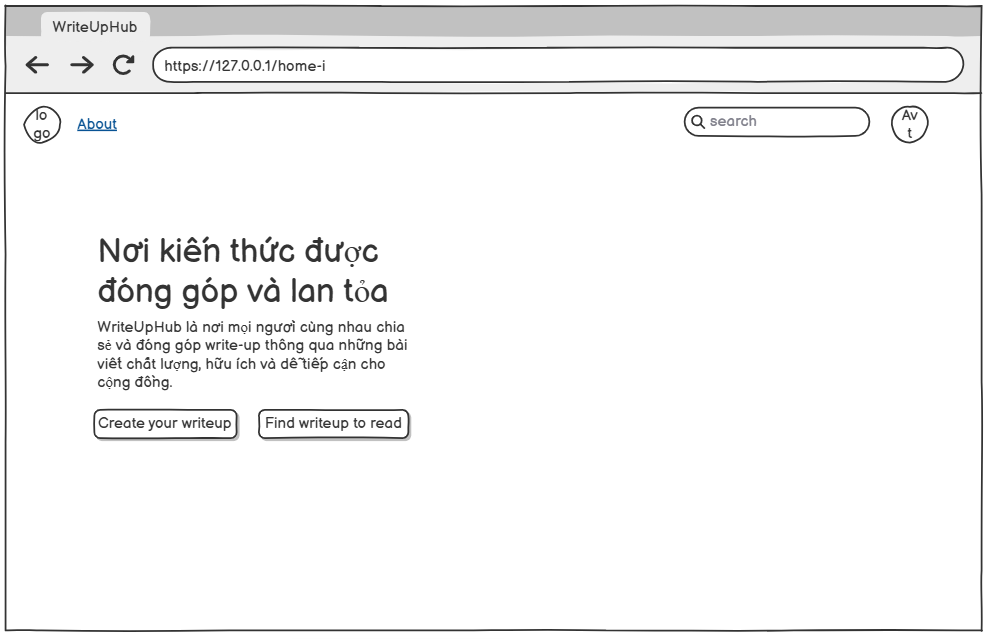 WriteUpHub
https://127.0.0.1/home-i
lo
go
About
search
Av
t
Nơi kiến thức được
đóng góp và lan tỏa
WriteUpHub là nơi mọi người cùng nhau chia
sẻ và đóng góp write-up thông qua những bài
viết chất lượng, hữu ích và dễ tiếp cận cho
cộng đồng.
Create your writeup
Find writeup to read